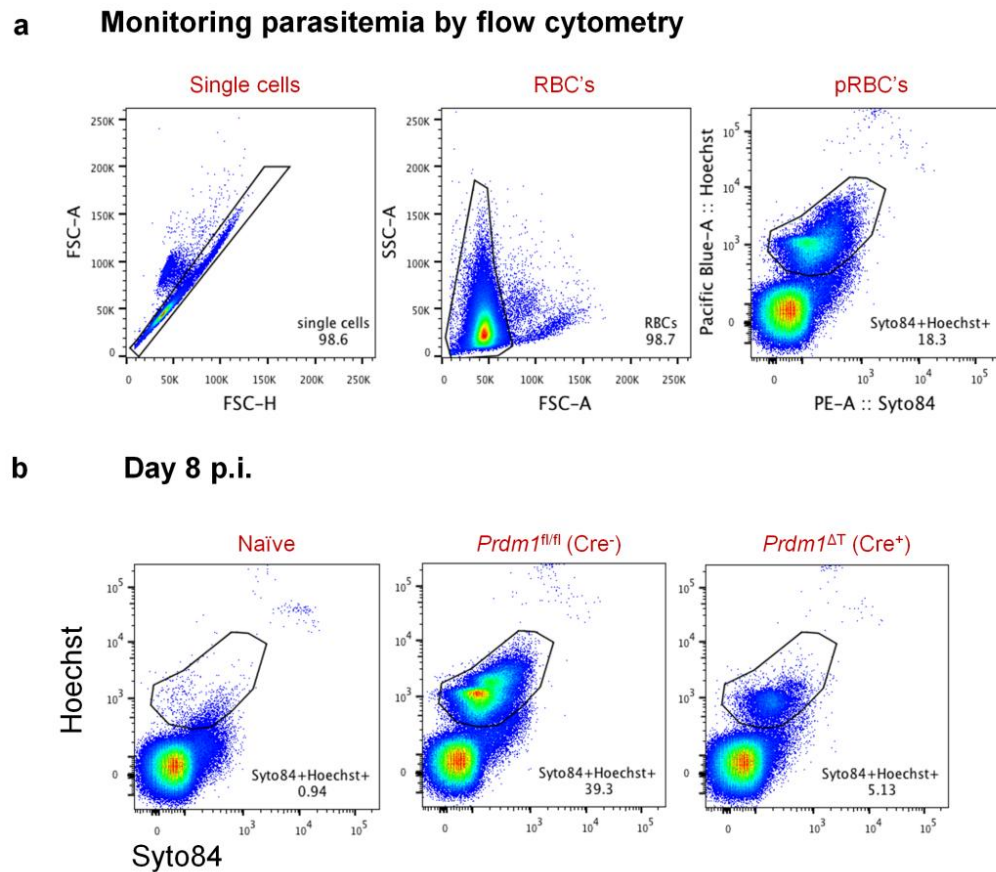 a Monitoring parasitemia by flow cytometry
Single cells
250K
200K
150K
100K
50K
0
FSC-A
single cells
98.6
0 50K 100K 150K 200K 250K
FSC-H
RBC's
250K
200K
150K
100K
50K
0
SSC-A
RBCs
98.7
0 50K 100K 150K 200K 250K
FSC-A
pRBC's
10⁵
10⁴
10³
0
Pacific Blue-A :: Hoechst
Syto84+Hoechst+
18.3
0 10³ 10⁴ 10⁵
PE-A :: Syto84
b Day 8 p.i.
Naïve
10⁵
10⁴
10³
0
Hoechst
Syto84+Hoechst+
0.94
0 10³ 10⁴ 10⁵
Syto84
Prdm1fl/fl (Cre-)
10⁵
10⁴
10³
0
Syto84+Hoechst+
39.3
0 10³ 10⁴ 10⁵
Prdm1ΔT (Cre+)
10⁵
10⁴
10³
0
Syto84+Hoechst+
5.13
0 10³ 10⁴ 10⁵